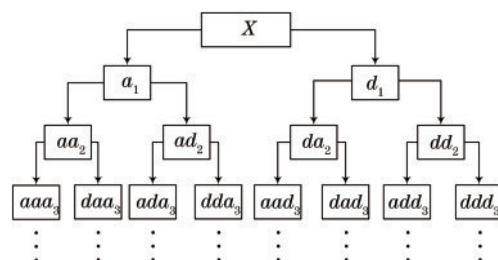 X
a₁ d₁
aa₂ ad₂ da₂ dd₂
aaa₃ daa₃ ada₃ dda₃ aad₃ dad₃ add₃ ddd₃